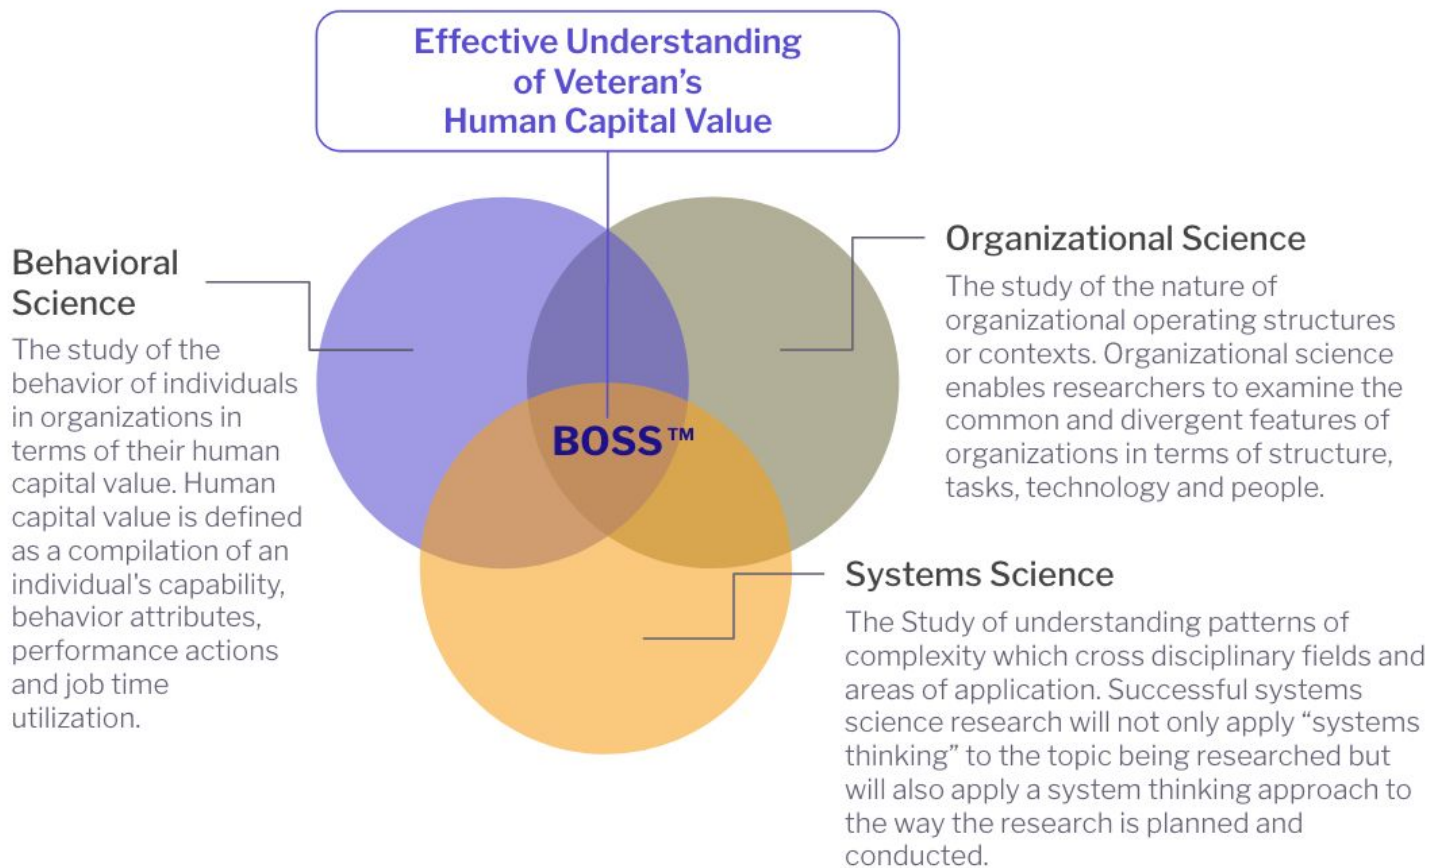 Effective Understanding
of Veteran's
Human Capital Value
Behavioral
Science
The study of the
behavior of individuals
in organizations in
terms of their human
capital value. Human
capital value is defined
as a compilation of an
individual's capability,
behavior attributes,
performance actions
and job time
utilization.
BOSS™
Organizational Science
The study of the nature of
organizational operating structures
or contexts. Organizational science
enables researchers to examine the
common and divergent features of
organizations in terms of structure,
tasks, technology and people.
Systems Science
The Study of understanding patterns of
complexity which cross disciplinary fields and
areas of application. Successful systems
science research will not only apply “systems
thinking” to the topic being researched but
will also apply a system thinking approach to
the way the research is planned and
conducted.